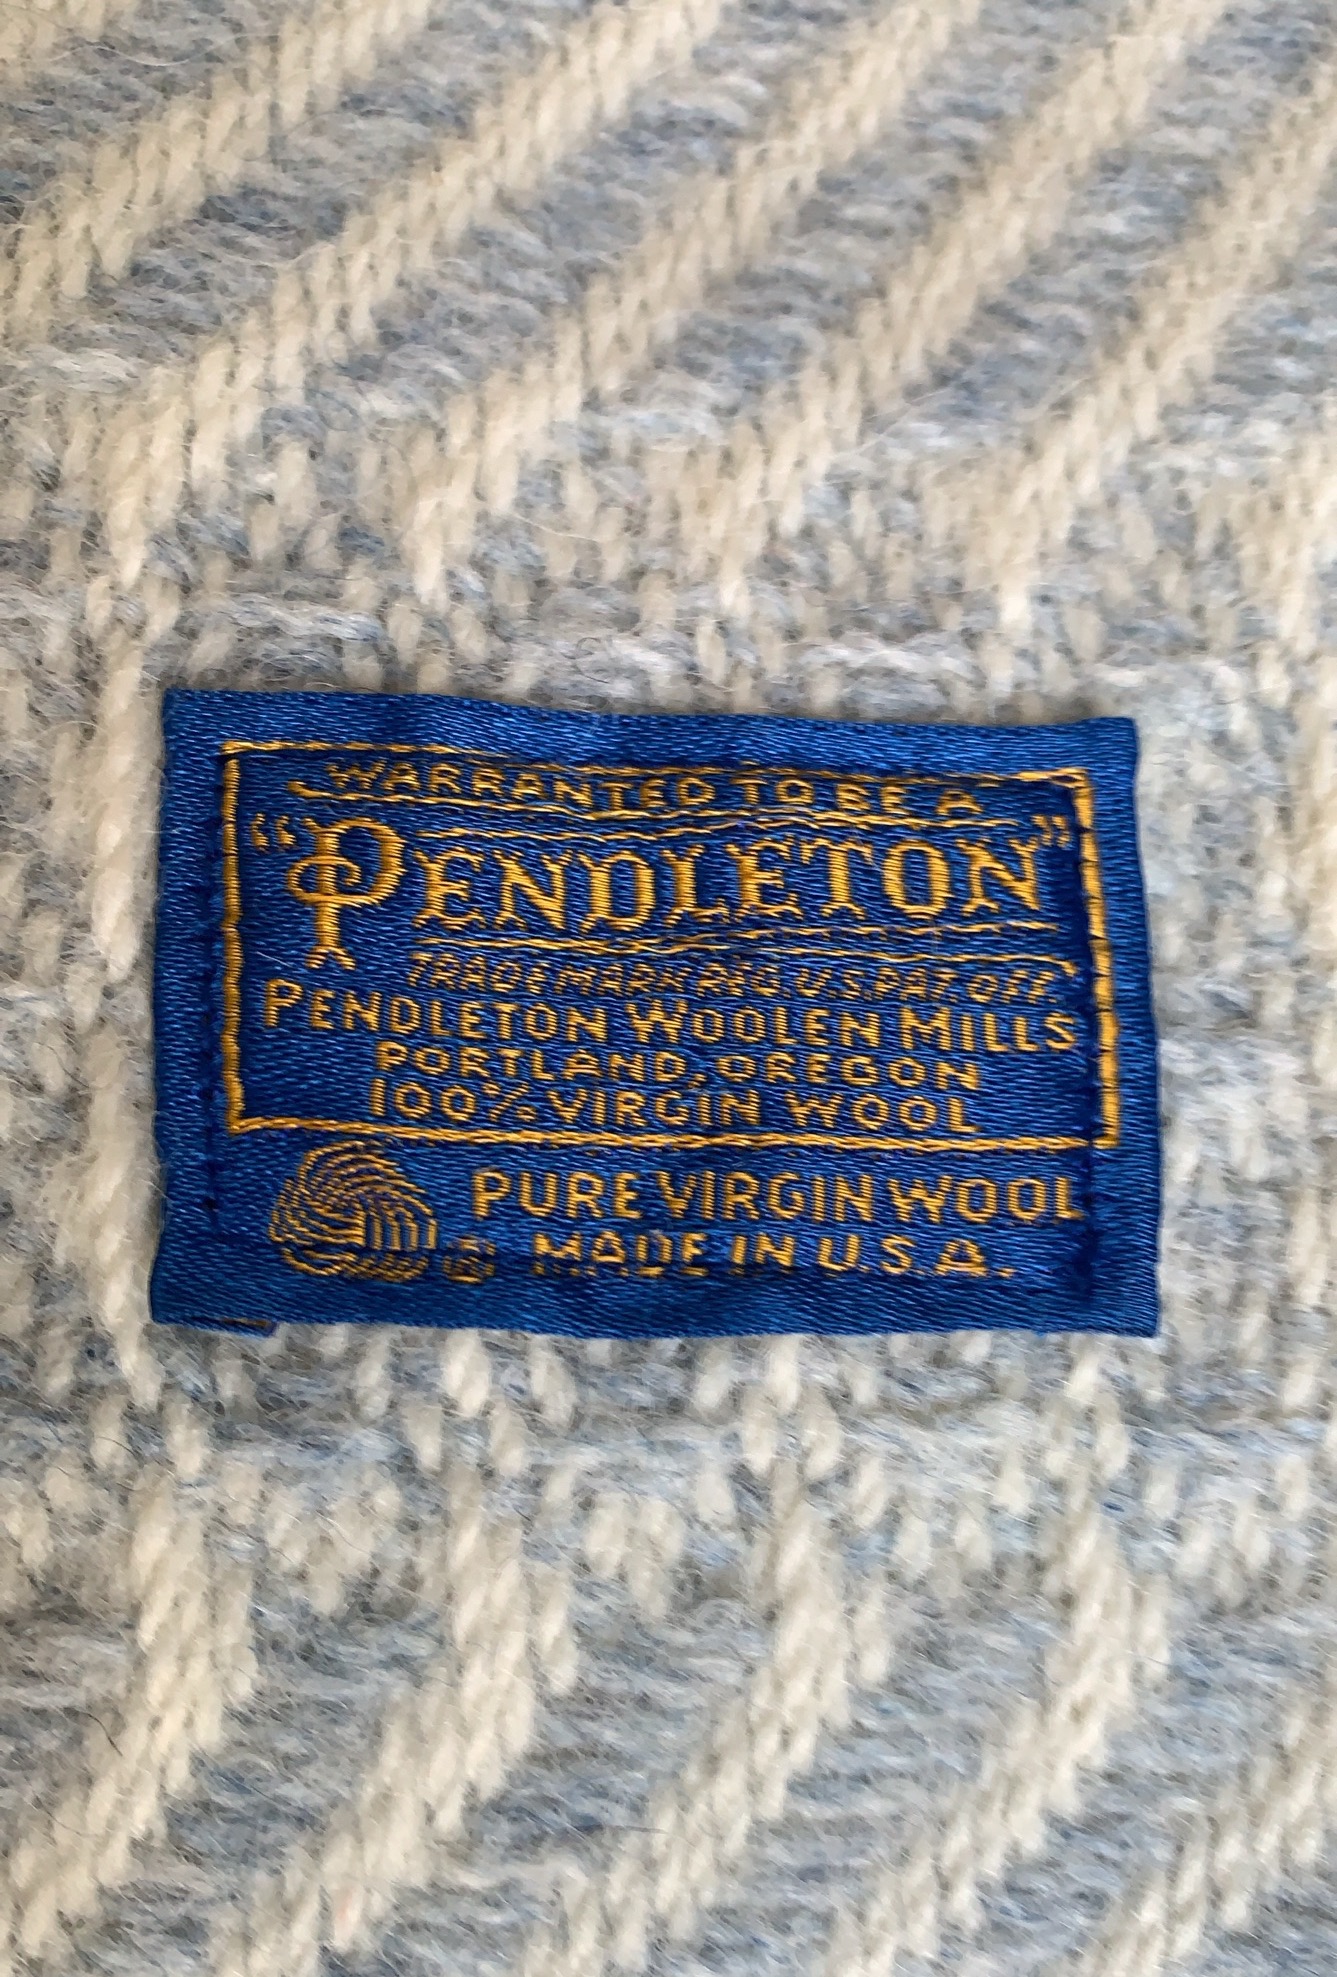 WARRANTED TO BE A
"PENDLETON"
TRADE MARK REG. U.S. PAT. OFF.
PENDLETON WOOLEN MILLS
PORTLAND, OREGON
100% VIRGIN WOOL
PURE VIRGIN WOOL
® MADE IN U.S.A.